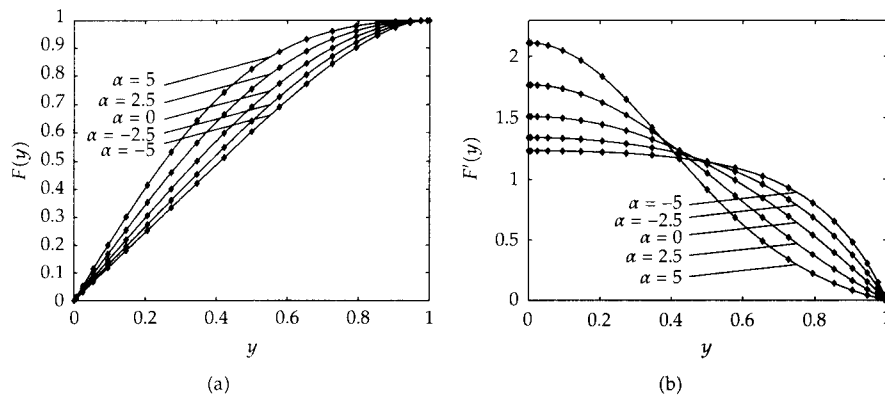 1
0.9
0.8
0.7
0.6
0.5
0.4
0.3
0.2
0.1
0
F(y)
α = 5
α = 2.5
α = 0
α = −2.5
α = −5
0 0.2 0.4 0.6 0.8 1
y
(a)
2
1.5
1
0.5
0
F′(y)
α = −5
α = −2.5
α = 0
α = 2.5
α = 5
0 0.2 0.4 0.6 0.8 1
y
(b)